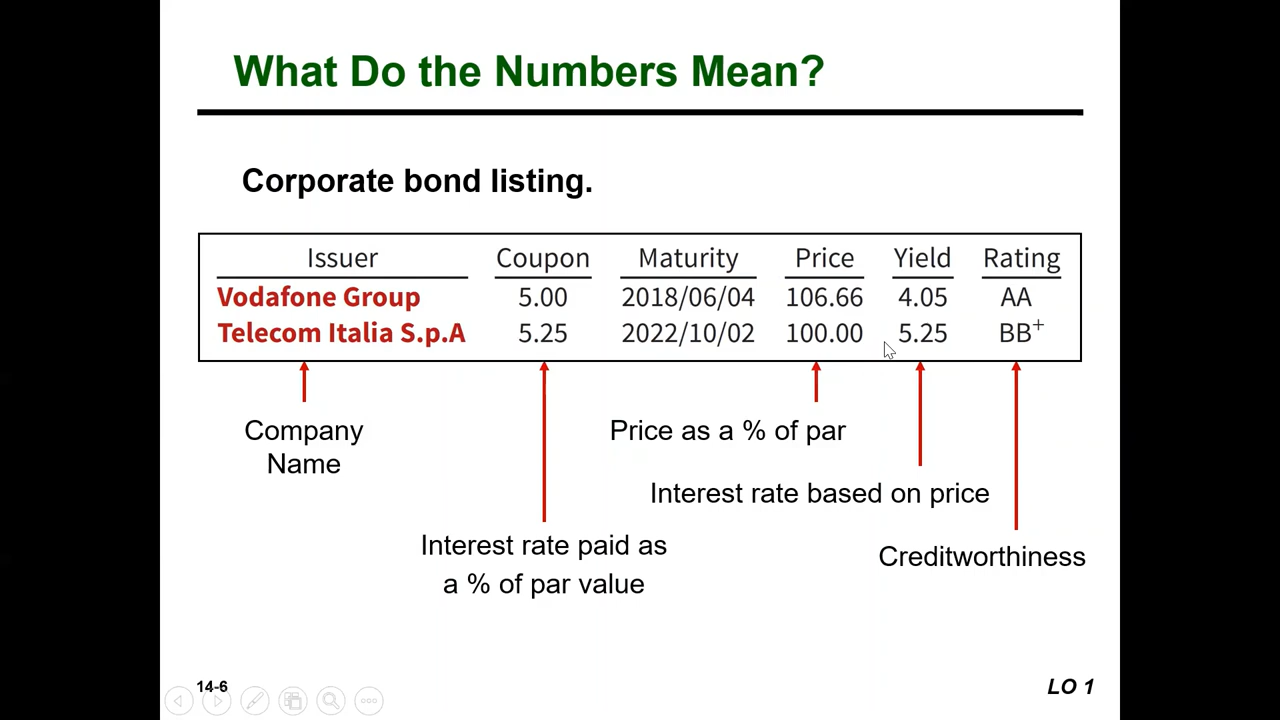 What Do the Numbers Mean?
Corporate bond listing.
Issuer Coupon Maturity Price Yield Rating
Vodafone Group 5.00 2018/06/04 106.66 4.05 AA
Telecom Italia S.p.A 5.25 2022/10/02 100.00 5.25 BB+
Company
Name
Price as a % of par
Interest rate based on price
Interest rate paid as
a % of par value
Creditworthiness
14-6
LO 1